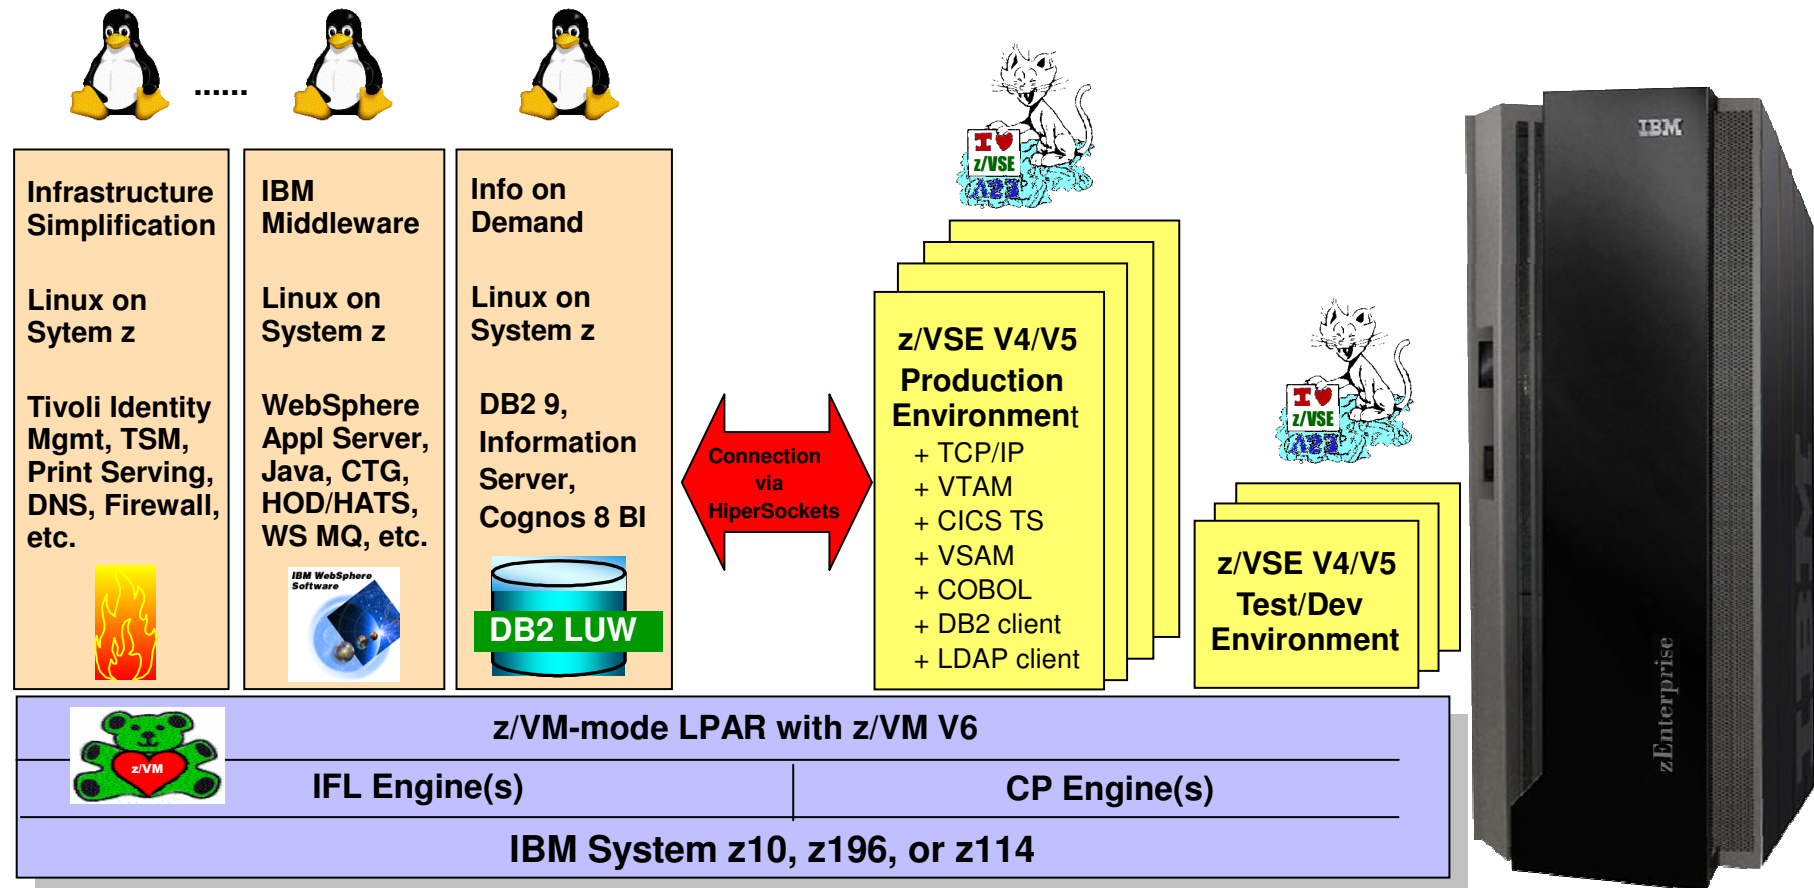 ......
Infrastructure
Simplification
Linux on
Sytem z
Tivoli Identity
Mgmt, TSM,
Print Serving,
DNS, Firewall,
etc.
IBM
Middleware
Linux on
System z
WebSphere
Appl Server,
Java, CTG,
HOD/HATS,
WS MQ, etc.
IBM WebSphere
Software
Info on
Demand
Linux on
System z
DB2 9,
Information
Server,
Cognos 8 BI
DB2 LUW
Connection
via
HiperSockets
I ♥
z/VSE
z/VSE V4/V5
Production
Environment
+ TCP/IP
+ VTAM
+ CICS TS
+ VSAM
+ COBOL
+ DB2 client
+ LDAP client
I ♥
z/VSE
z/VSE V4/V5
Test/Dev
Environment
z/VM
z/VM-mode LPAR with z/VM V6
IFL Engine(s)
CP Engine(s)
IBM System z10, z196, or z114
IBM
zEnterprise